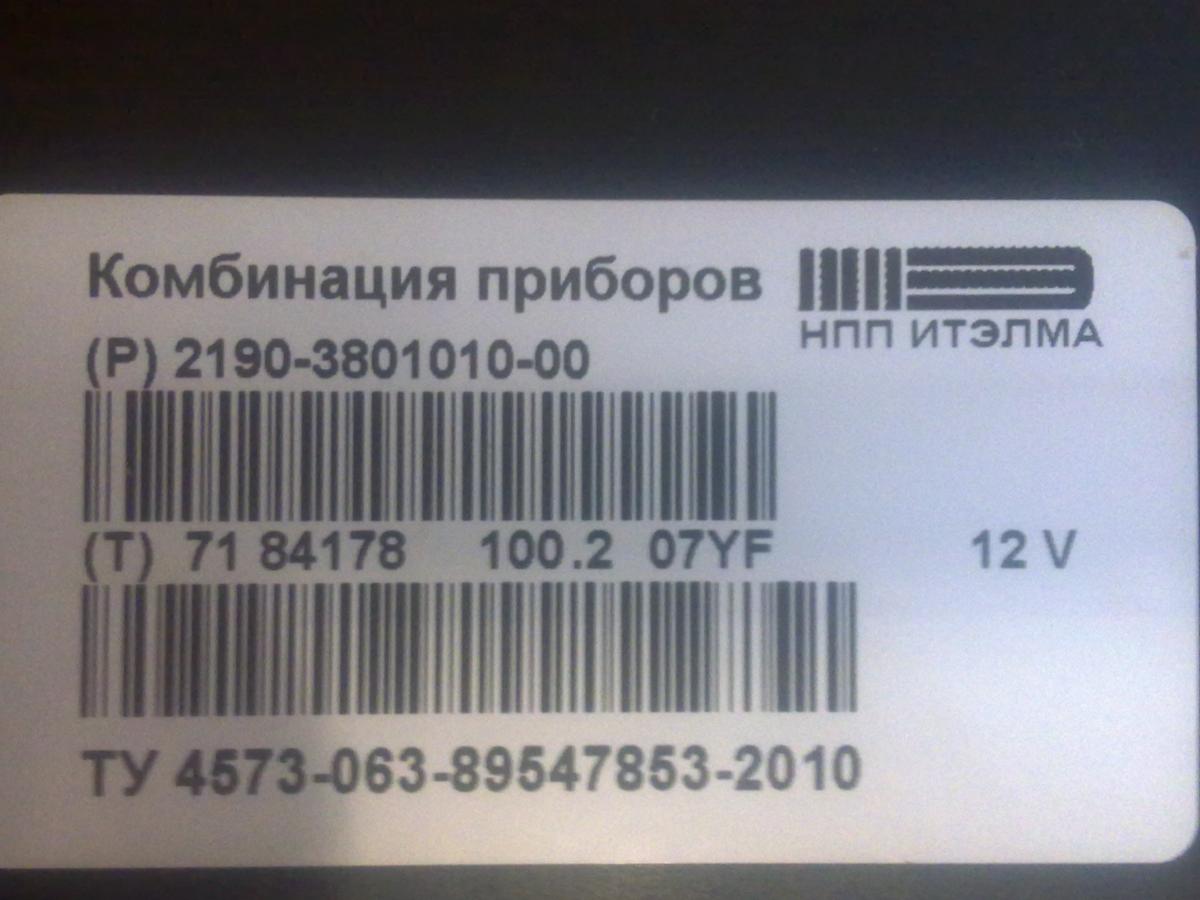 Комбинация приборов
НПП ИТЭЛМА
(P) 2190-3801010-00
(T) 71 84178 100.2 07YF 12 V
ТУ 4573-063-89547853-2010